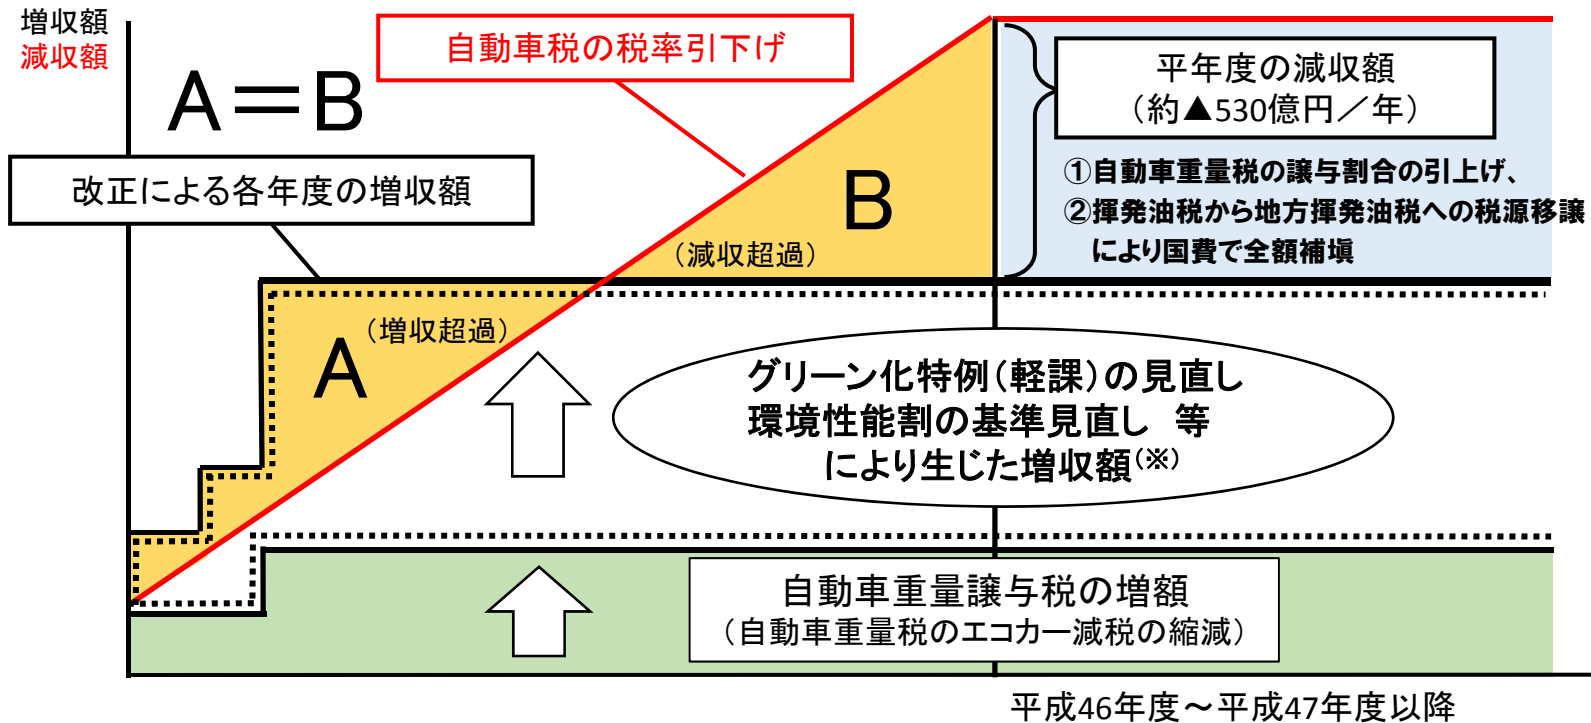 増収額
減収額
A＝B
自動車税の税率引下げ
平年度の減収額
（約▲530億円／年）
改正による各年度の増収額
①自動車重量税の譲与割合の引上げ、
②揮発油税から地方揮発油税への税源移譲
により国費で全額補塡
B
（減収超過）
A
（増収超過）
グリーン化特例（軽課）の見直し
環境性能割の基準見直し　等
により生じた増収額（※）
自動車重量譲与税の増額
（自動車重量税のエコカー減税の縮減）
平成46年度～平成47年度以降